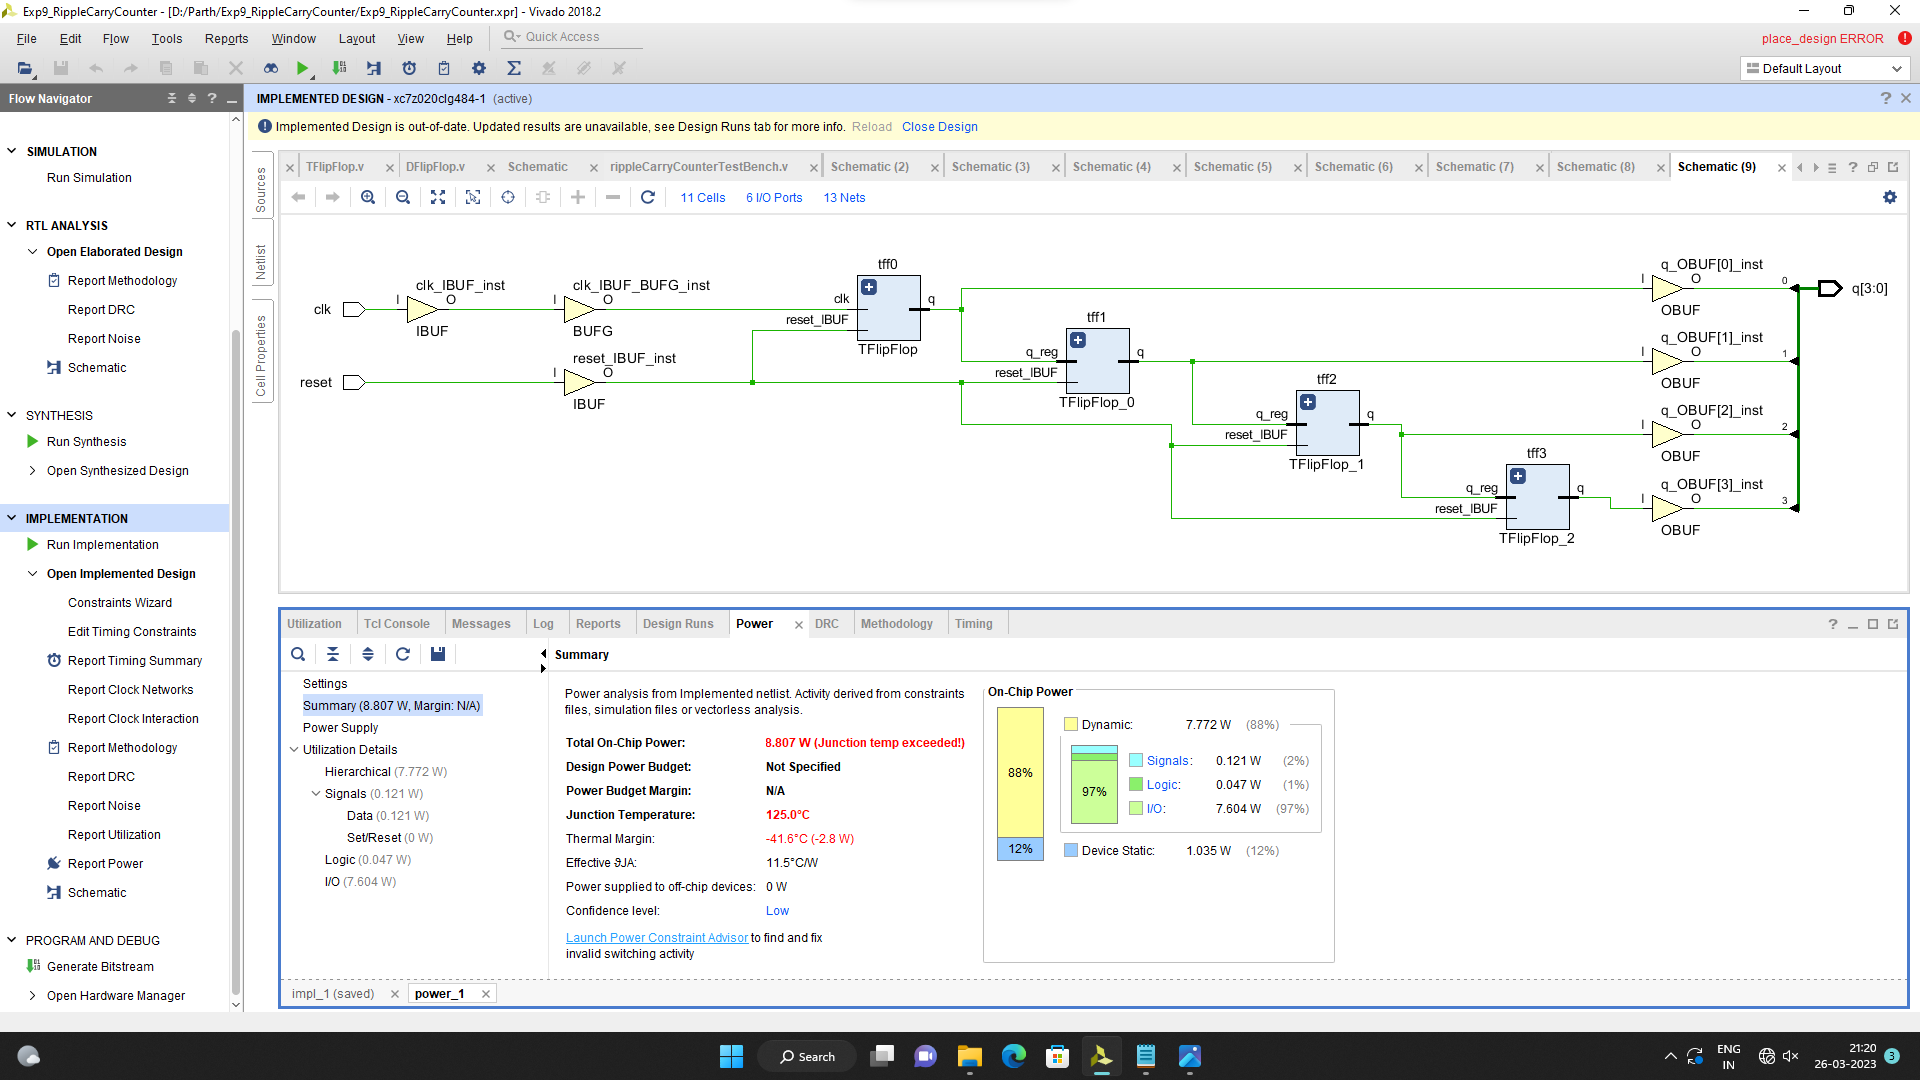 Exp9_RippleCarryCounter - [D:/Parth/Exp9_RippleCarryCounter/Exp9_RippleCarryCounter.xpr] - Vivado 2018.2
File Edit Flow Tools Reports Window Layout View Help Quick Access
place_design ERROR
Default Layout
Flow Navigator
IMPLEMENTED DESIGN - xc7z020clg484-1 (active)
Implemented Design is out-of-date. Updated results are unavailable, see Design Runs tab for more info. Reload Close Design
SIMULATION
Run Simulation
RTL ANALYSIS
Open Elaborated Design
Report Methodology
Report DRC
Report Noise
Schematic
SYNTHESIS
Run Synthesis
Open Synthesized Design
IMPLEMENTATION
Run Implementation
Open Implemented Design
Constraints Wizard
Edit Timing Constraints
Report Timing Summary
Report Clock Networks
Report Clock Interaction
Report Methodology
Report DRC
Report Noise
Report Utilization
Report Power
Schematic
PROGRAM AND DEBUG
Generate Bitstream
Open Hardware Manager
Sources
Netlist
Cell Properties
TFlipFlop.v DFlipFlop.v Schematic rippleCarryCounterTestBench.v Schematic (2) Schematic (3) Schematic (4) Schematic (5) Schematic (6) Schematic (7) Schematic (8) Schematic (9)
11 Cells 6 I/O Ports 13 Nets
clk
I
clk_IBUF_inst
O
IBUF
I
clk_IBUF_BUFG_inst
O
BUFG
reset
I
reset_IBUF_inst
O
IBUF
tff0
clk
reset_IBUF
q
TFlipFlop
tff1
q_reg
reset_IBUF
q
TFlipFlop_0
tff2
q_reg
reset_IBUF
q
TFlipFlop_1
tff3
q_reg
reset_IBUF
q
TFlipFlop_2
q_OBUF[0]_inst
I
O
OBUF
0
q[3:0]
q_OBUF[1]_inst
I
O
OBUF
1
q_OBUF[2]_inst
I
O
OBUF
2
q_OBUF[3]_inst
I
O
OBUF
3
Utilization Tcl Console Messages Log Reports Design Runs Power DRC Methodology Timing
Settings
Summary (8.807 W, Margin: N/A)
Power Supply
Utilization Details
Hierarchical (7.772 W)
Signals (0.121 W)
Data (0.121 W)
Set/Reset (0 W)
Logic (0.047 W)
I/O (7.604 W)
Summary
Power analysis from Implemented netlist. Activity derived from constraints
files, simulation files or vectorless analysis.
Total On-Chip Power: 8.807 W (Junction temp exceeded!)
Design Power Budget: Not Specified
Power Budget Margin: N/A
Junction Temperature: 125.0°C
Thermal Margin: -41.6°C (-2.8 W)
Effective ϑJA: 11.5°C/W
Power supplied to off-chip devices: 0 W
Confidence level: Low
Launch Power Constraint Advisor to find and fix
invalid switching activity
On-Chip Power
88%
12%
Dynamic: 7.772 W (88%)
97%
Signals: 0.121 W (2%)
Logic: 0.047 W (1%)
I/O: 7.604 W (97%)
Device Static: 1.035 W (12%)
impl_1 (saved) power_1
Search
ENG
IN
21:20
26-03-2023
3